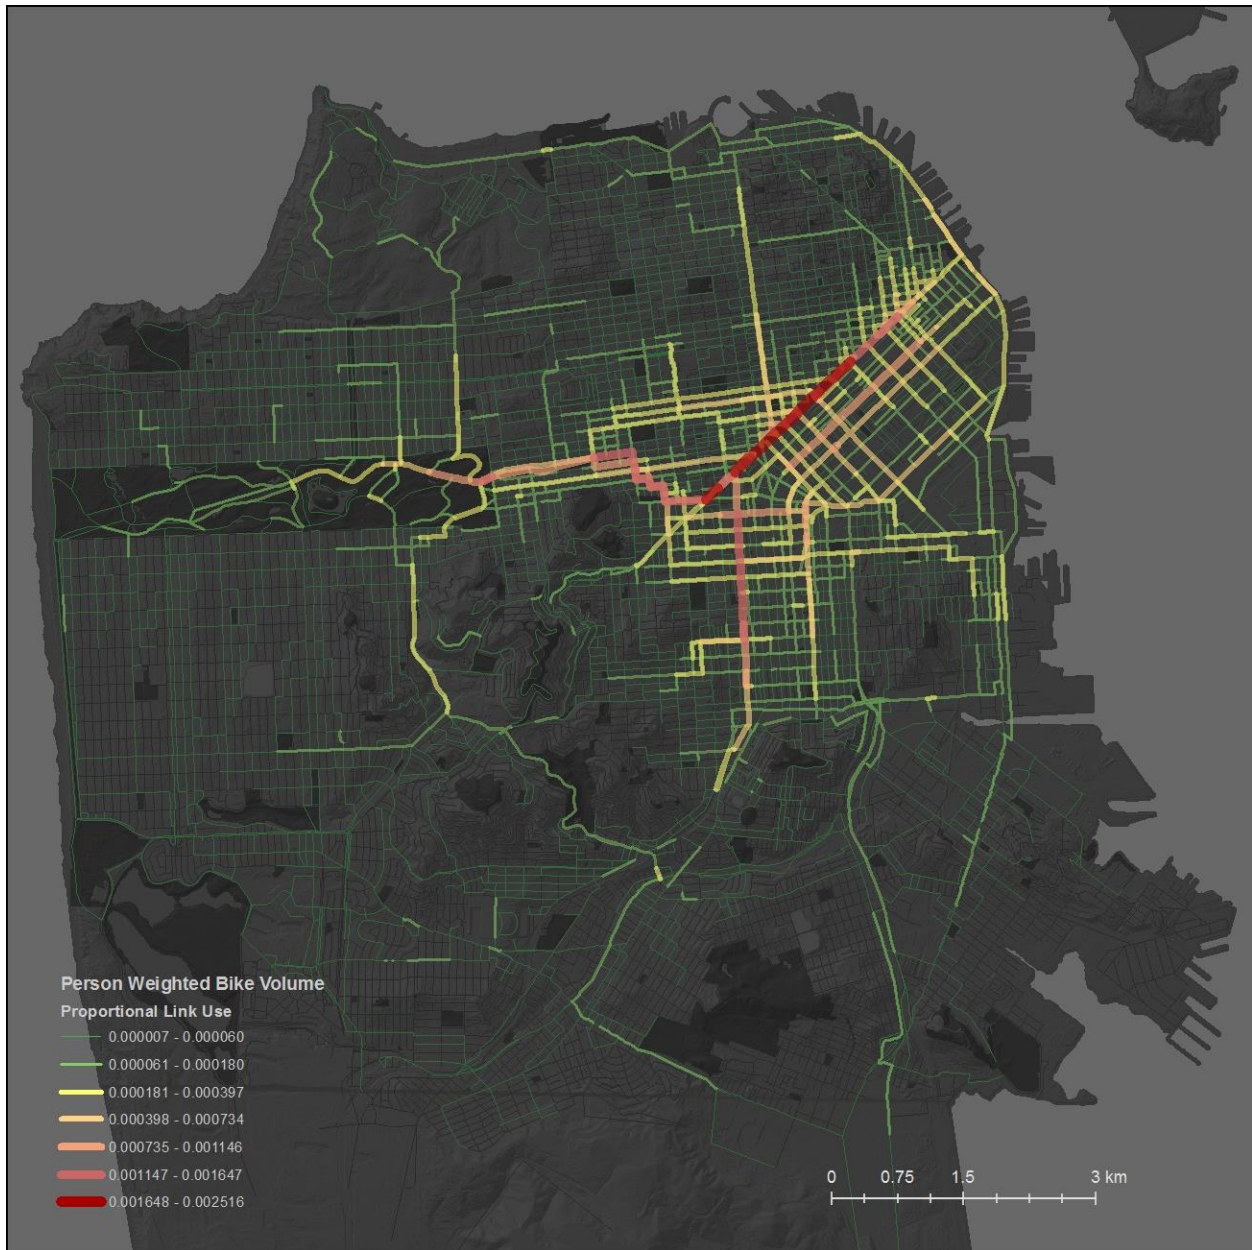 Person Weighted Bike Volume
Proportional Link Use
0.000007 - 0.000060
0.000061 - 0.000180
0.000181 - 0.000397
0.000398 - 0.000734
0.000735 - 0.001146
0.001147 - 0.001647
0.001648 - 0.002516
0 0.75 1.5 3 km